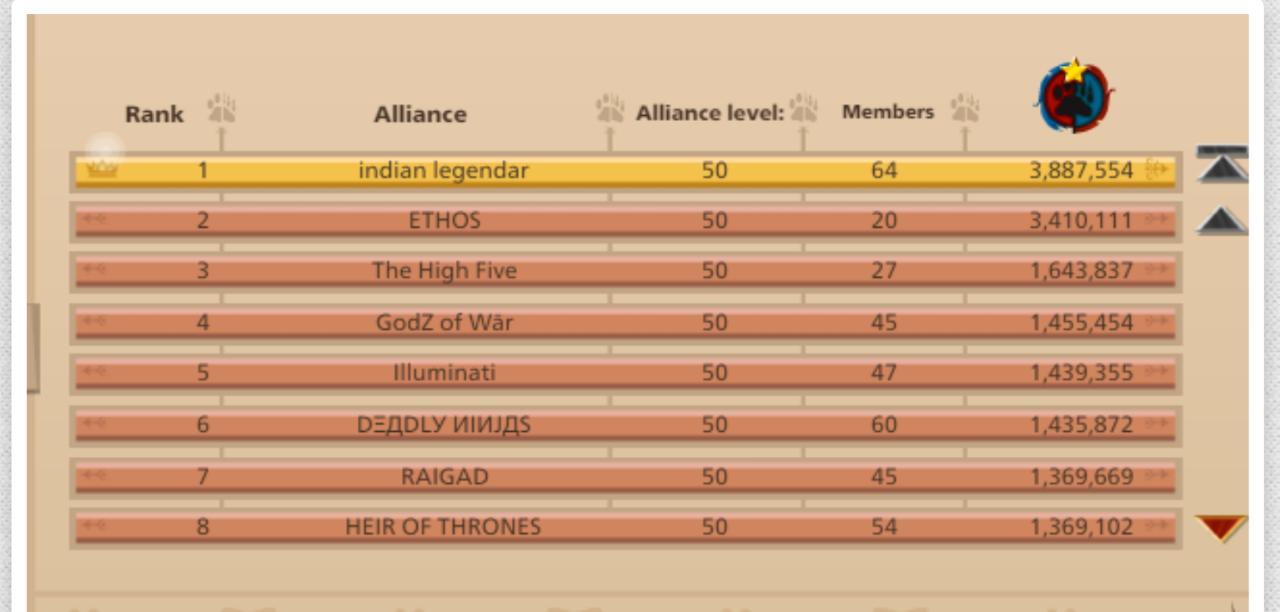 Rank Alliance Alliance level: Members
1 indian legendar 50 64 3,887,554
2 ETHOS 50 20 3,410,111
3 The High Five 50 27 1,643,837
4 GodZ of Wär 50 45 1,455,454
5 Illuminati 50 47 1,439,355
6 DΞДDLY ИIИJДS 50 60 1,435,872
7 RAIGAD 50 45 1,369,669
8 HEIR OF THRONES 50 54 1,369,102